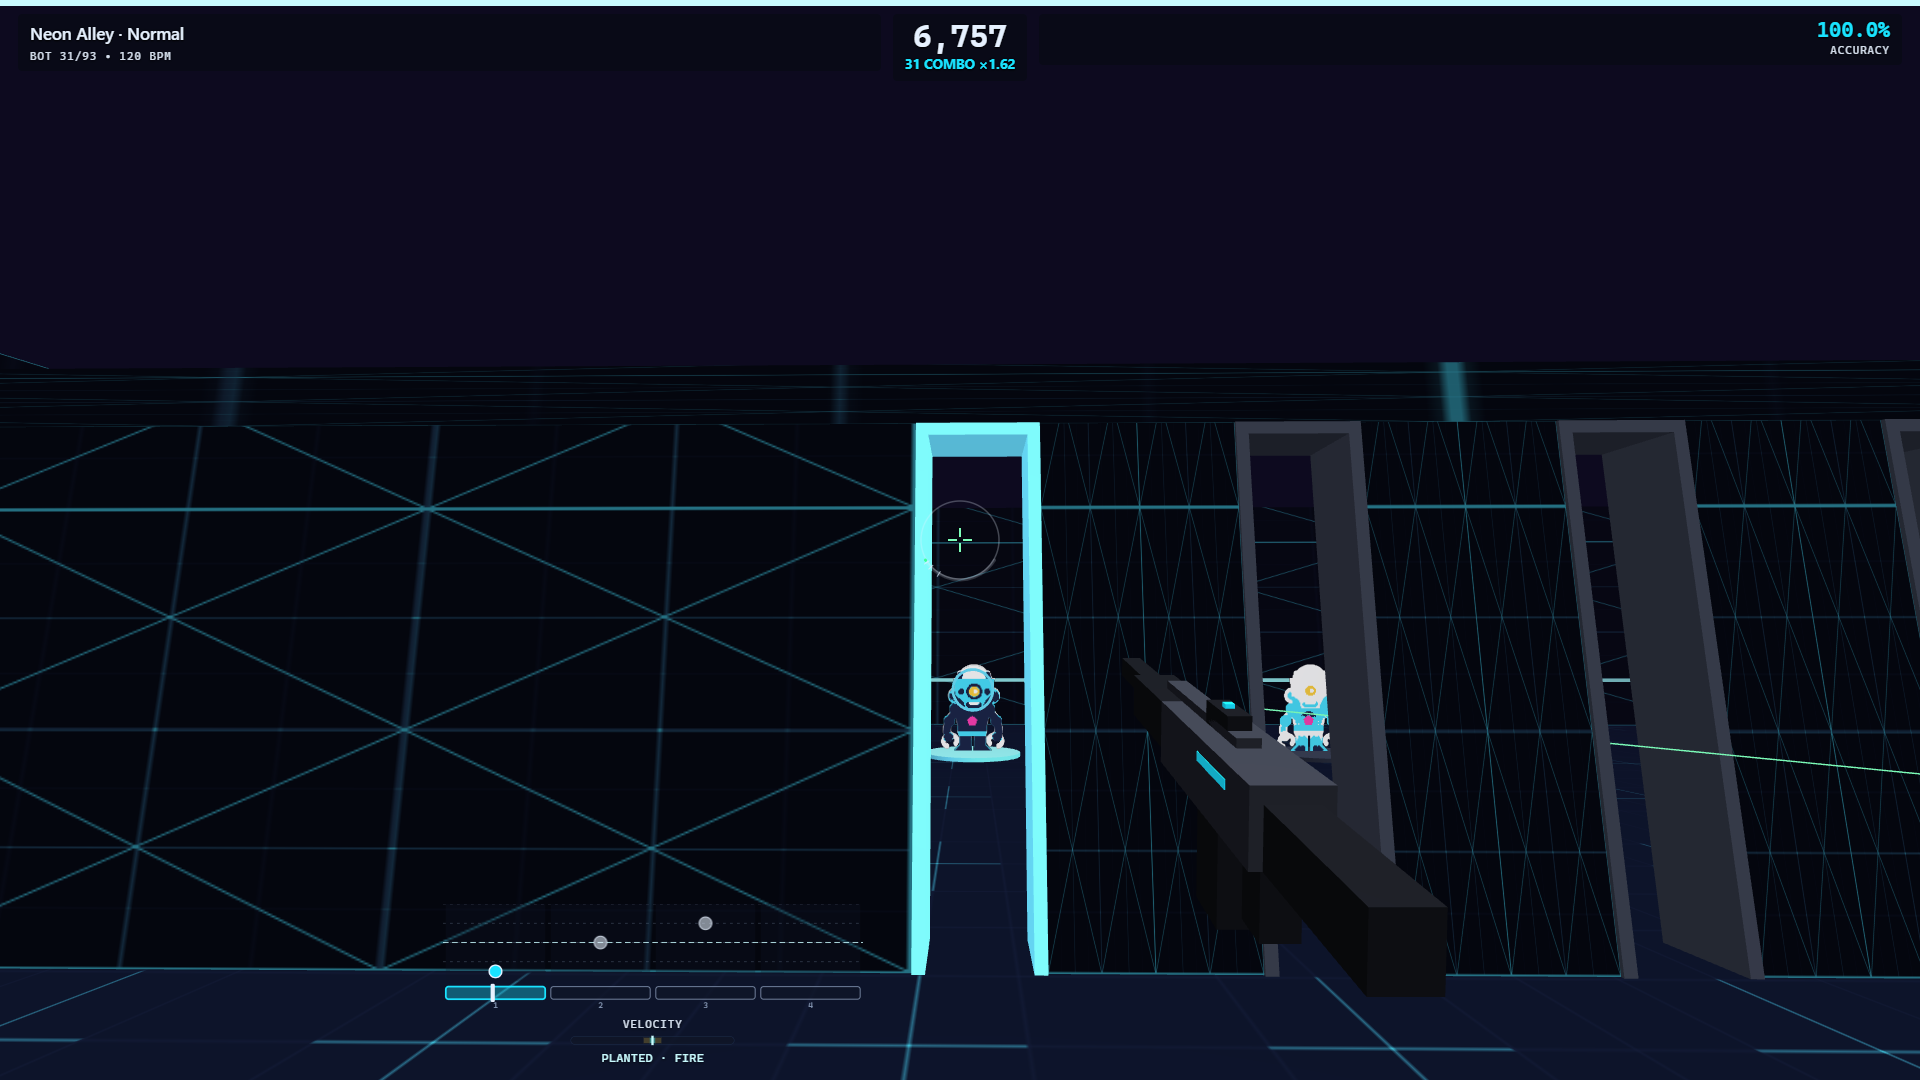 Neon Alley · Normal
BOT 31/93 • 120 BPM
6,757
31 COMBO ×1.62
100.0%
ACCURACY
1 2 3 4
VELOCITY
PLANTED · FIRE